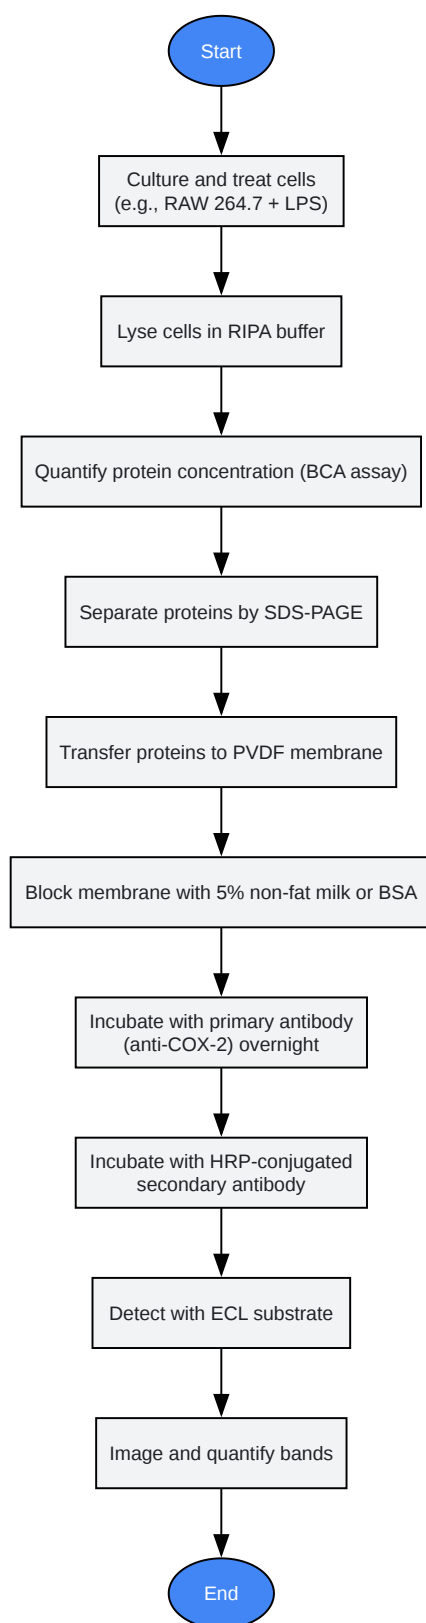 Start
Culture and treat cells
(e.g., RAW 264.7 + LPS)
Lyse cells in RIPA buffer
Quantify protein concentration (BCA assay)
Separate proteins by SDS-PAGE
Transfer proteins to PVDF membrane
Block membrane with 5% non-fat milk or BSA
Incubate with primary antibody
(anti-COX-2) overnight
Incubate with HRP-conjugated
secondary antibody
Detect with ECL substrate
Image and quantify bands
End